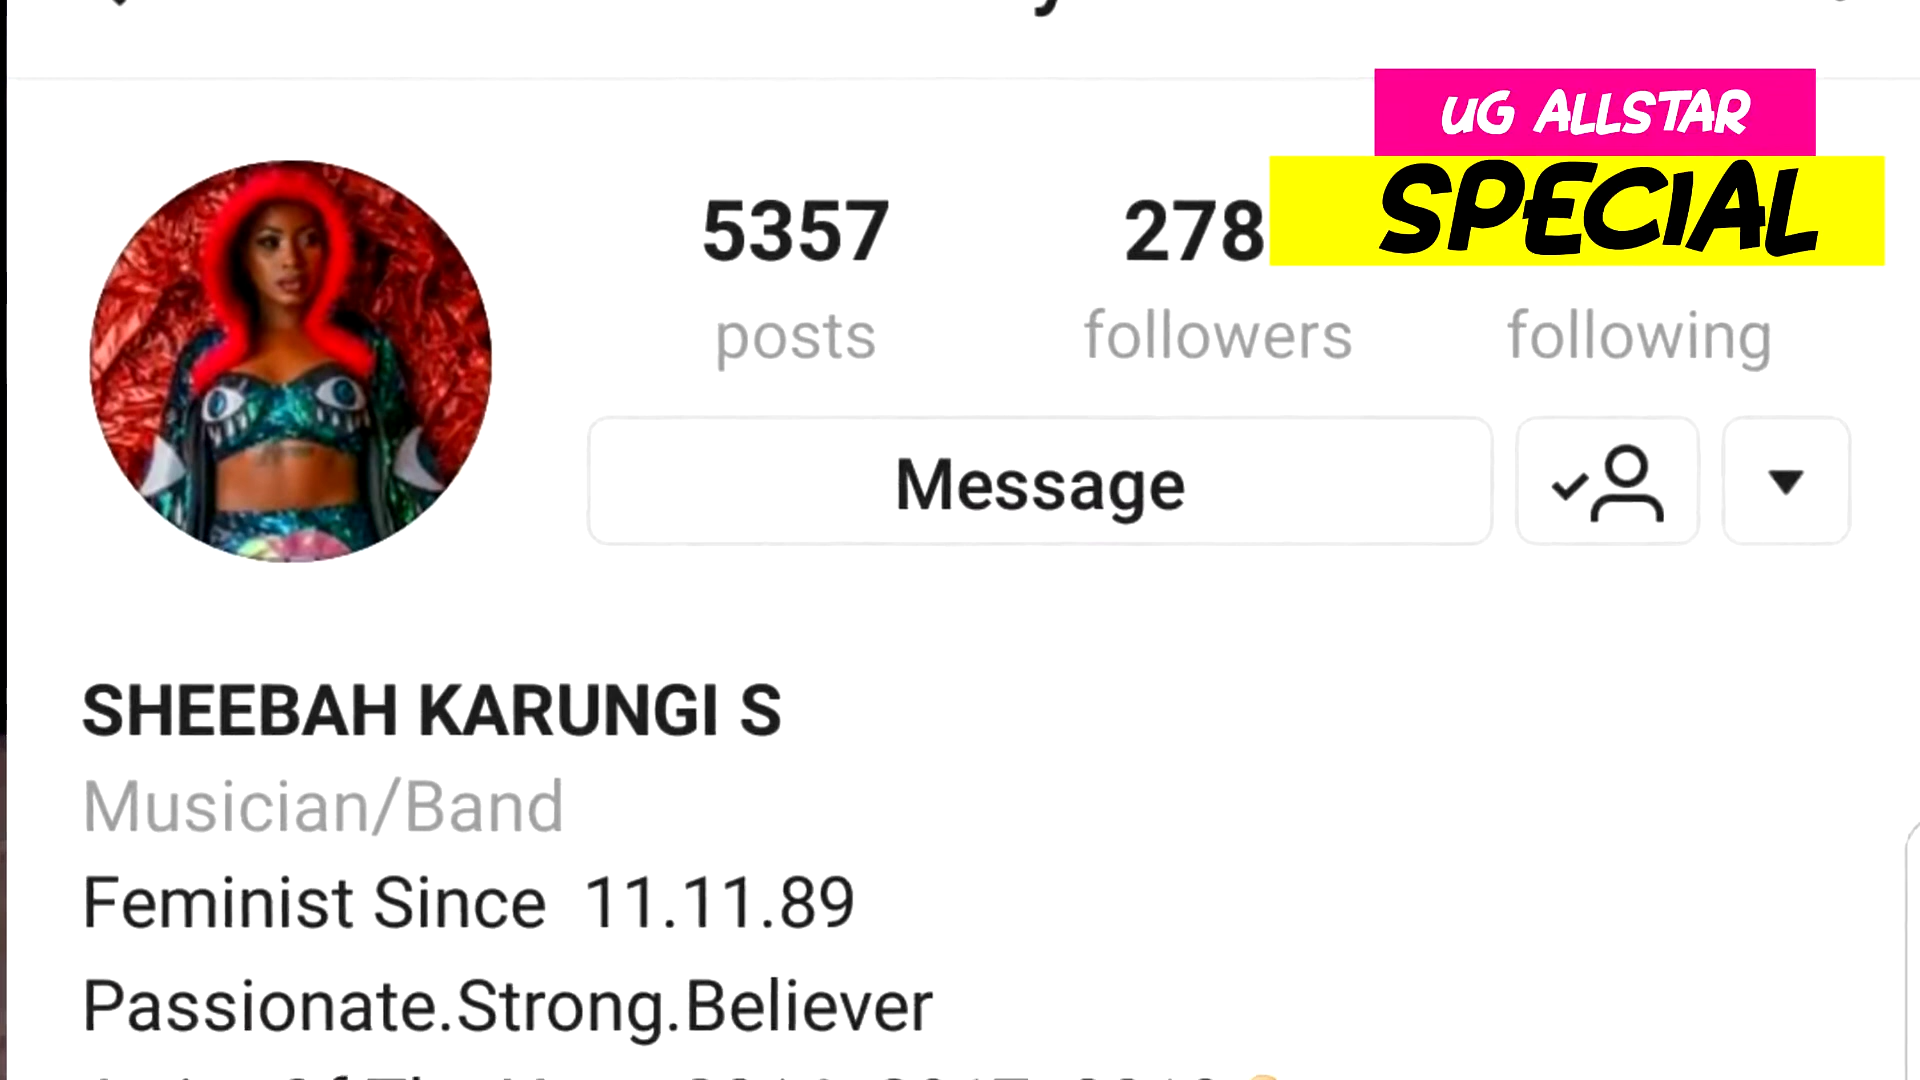 UG ALLSTAR
SPECIAL
5357 278
posts followers following
Message
SHEEBAH KARUNGI S
Musician/Band
Feminist Since 11.11.89
Passionate.Strong.Believer